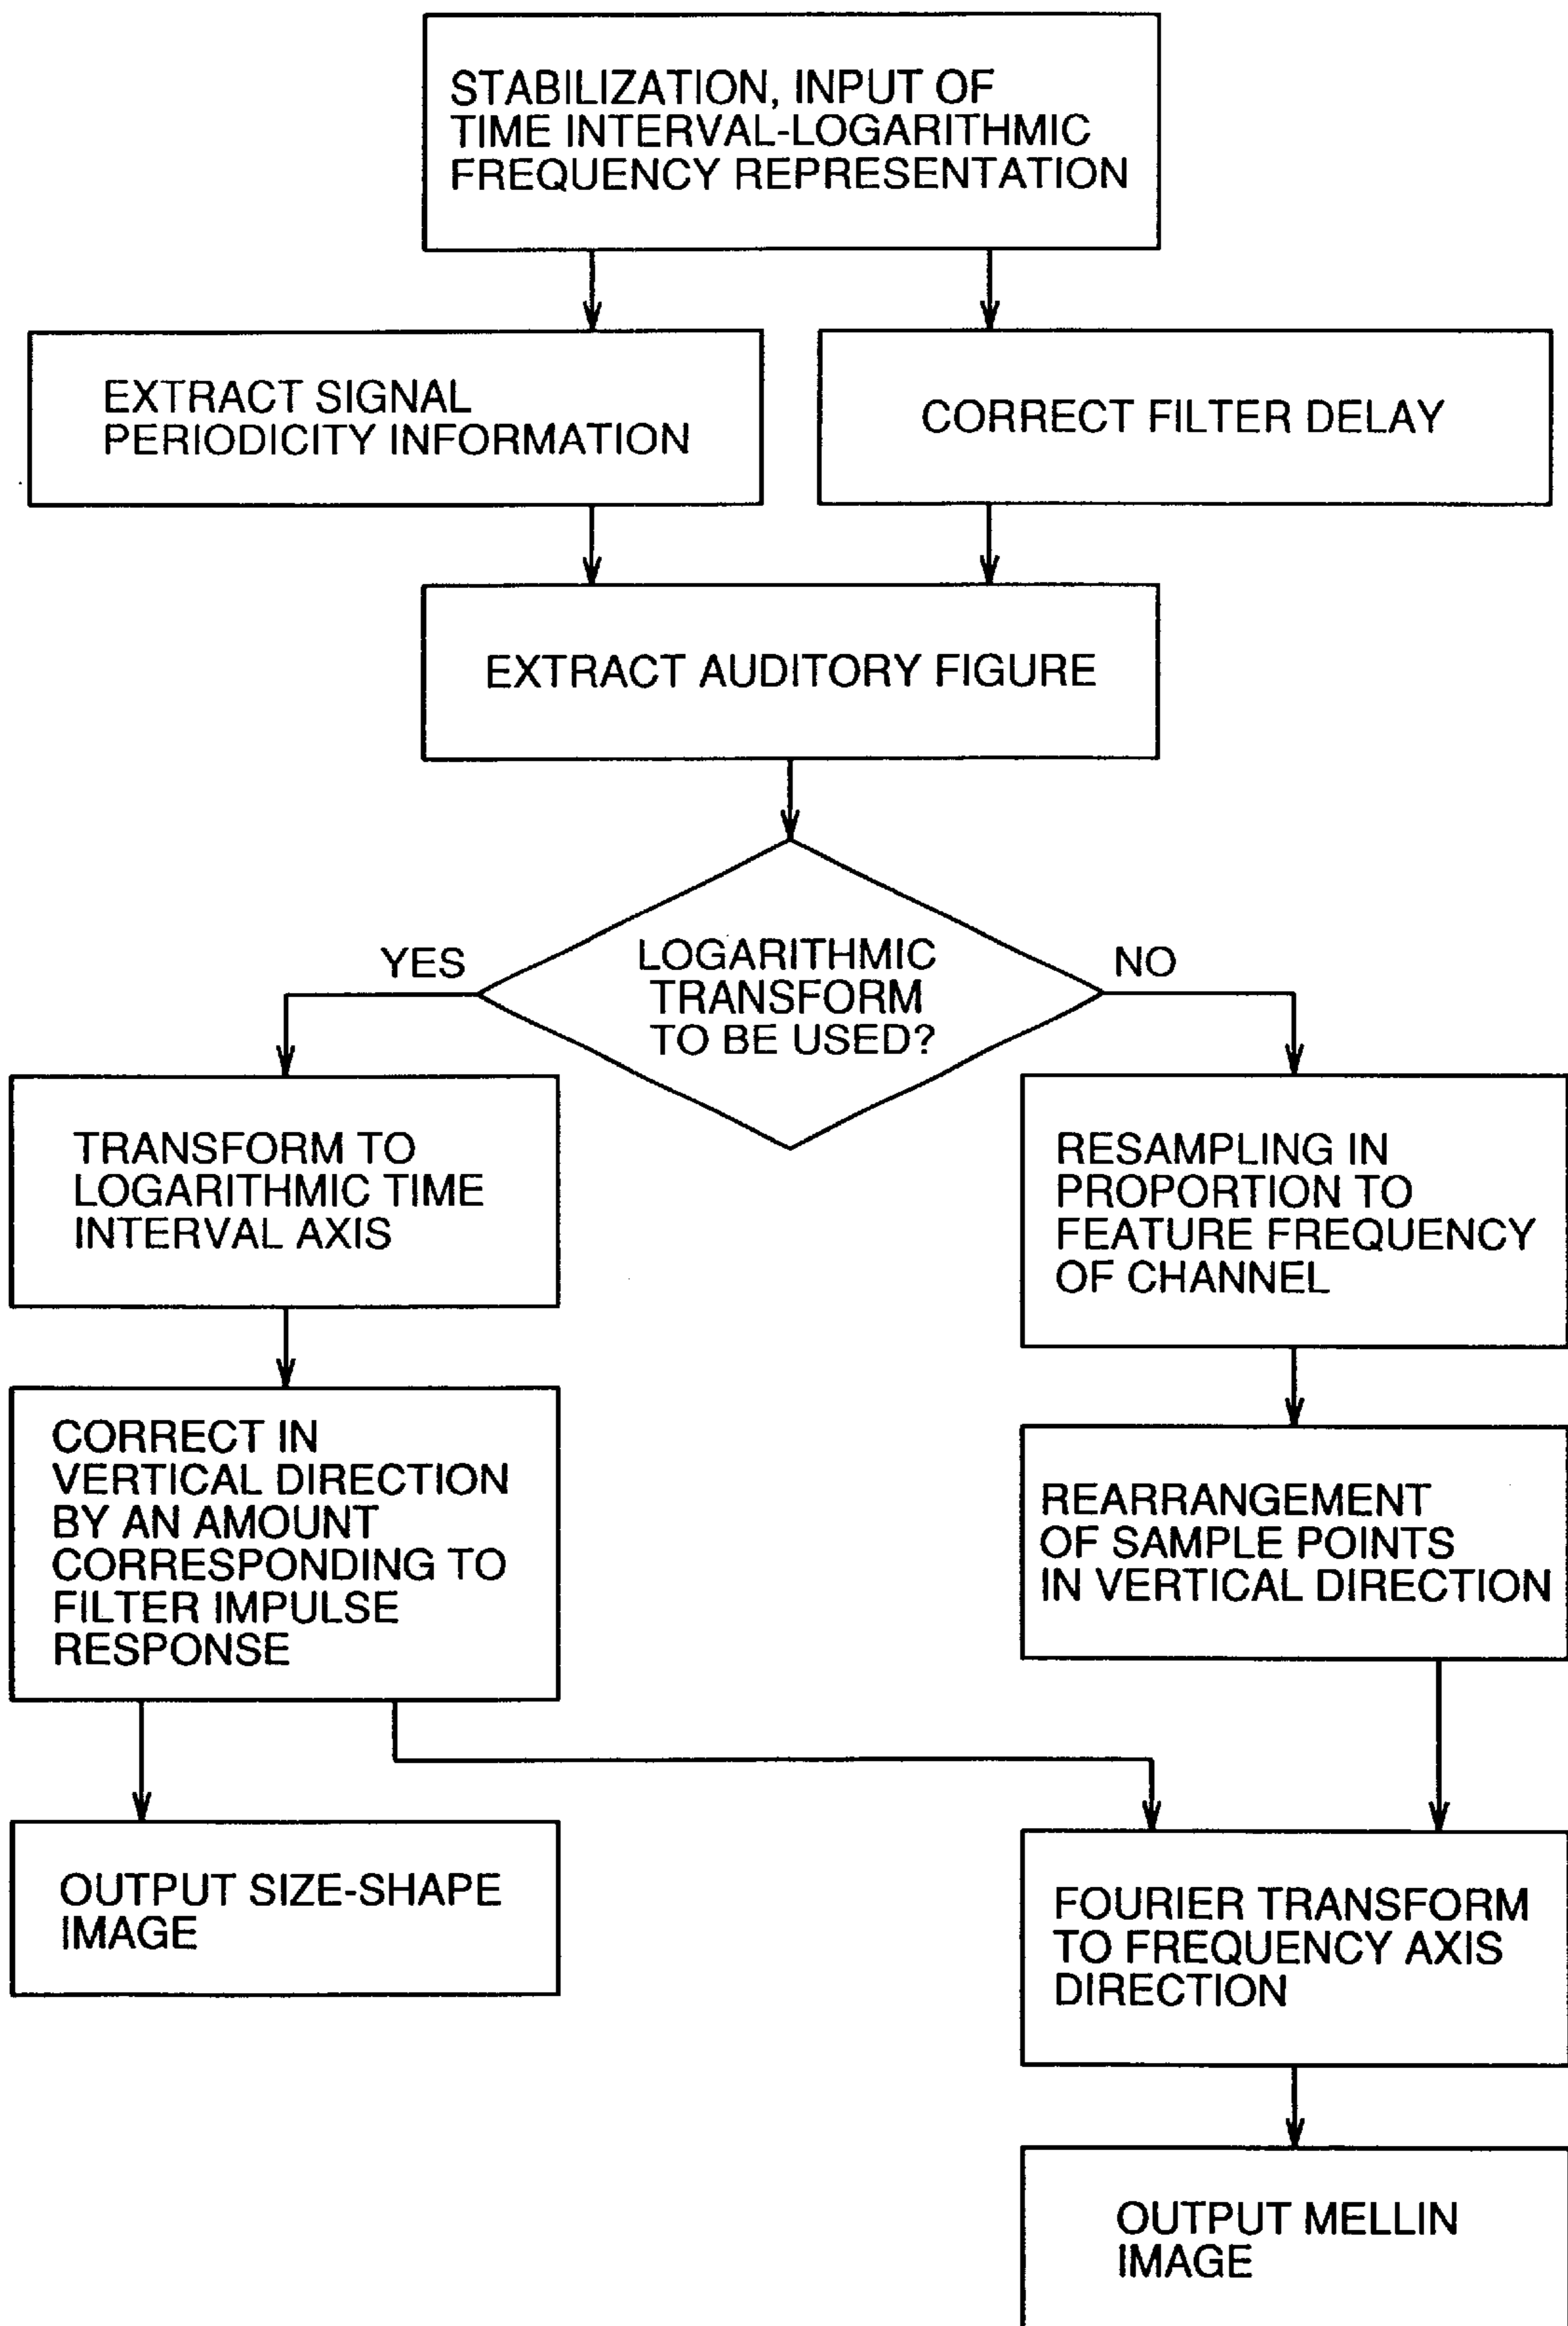 STABILIZATION, INPUT OF
TIME INTERVAL-LOGARITHMIC
FREQUENCY REPRESENTATION
EXTRACT SIGNAL
PERIODICITY INFORMATION
CORRECT FILTER DELAY
EXTRACT AUDITORY FIGURE
LOGARITHMIC
TRANSFORM
TO BE USED?
YES
NO
TRANSFORM TO
LOGARITHMIC TIME
INTERVAL AXIS
RESAMPLING IN
PROPORTION TO
FEATURE FREQUENCY
OF CHANNEL
CORRECT IN
VERTICAL DIRECTION
BY AN AMOUNT
CORRESPONDING TO
FILTER IMPULSE
RESPONSE
REARRANGEMENT
OF SAMPLE POINTS
IN VERTICAL DIRECTION
OUTPUT SIZE-SHAPE
IMAGE
FOURIER TRANSFORM
TO FREQUENCY AXIS
DIRECTION
OUTPUT MELLIN
IMAGE